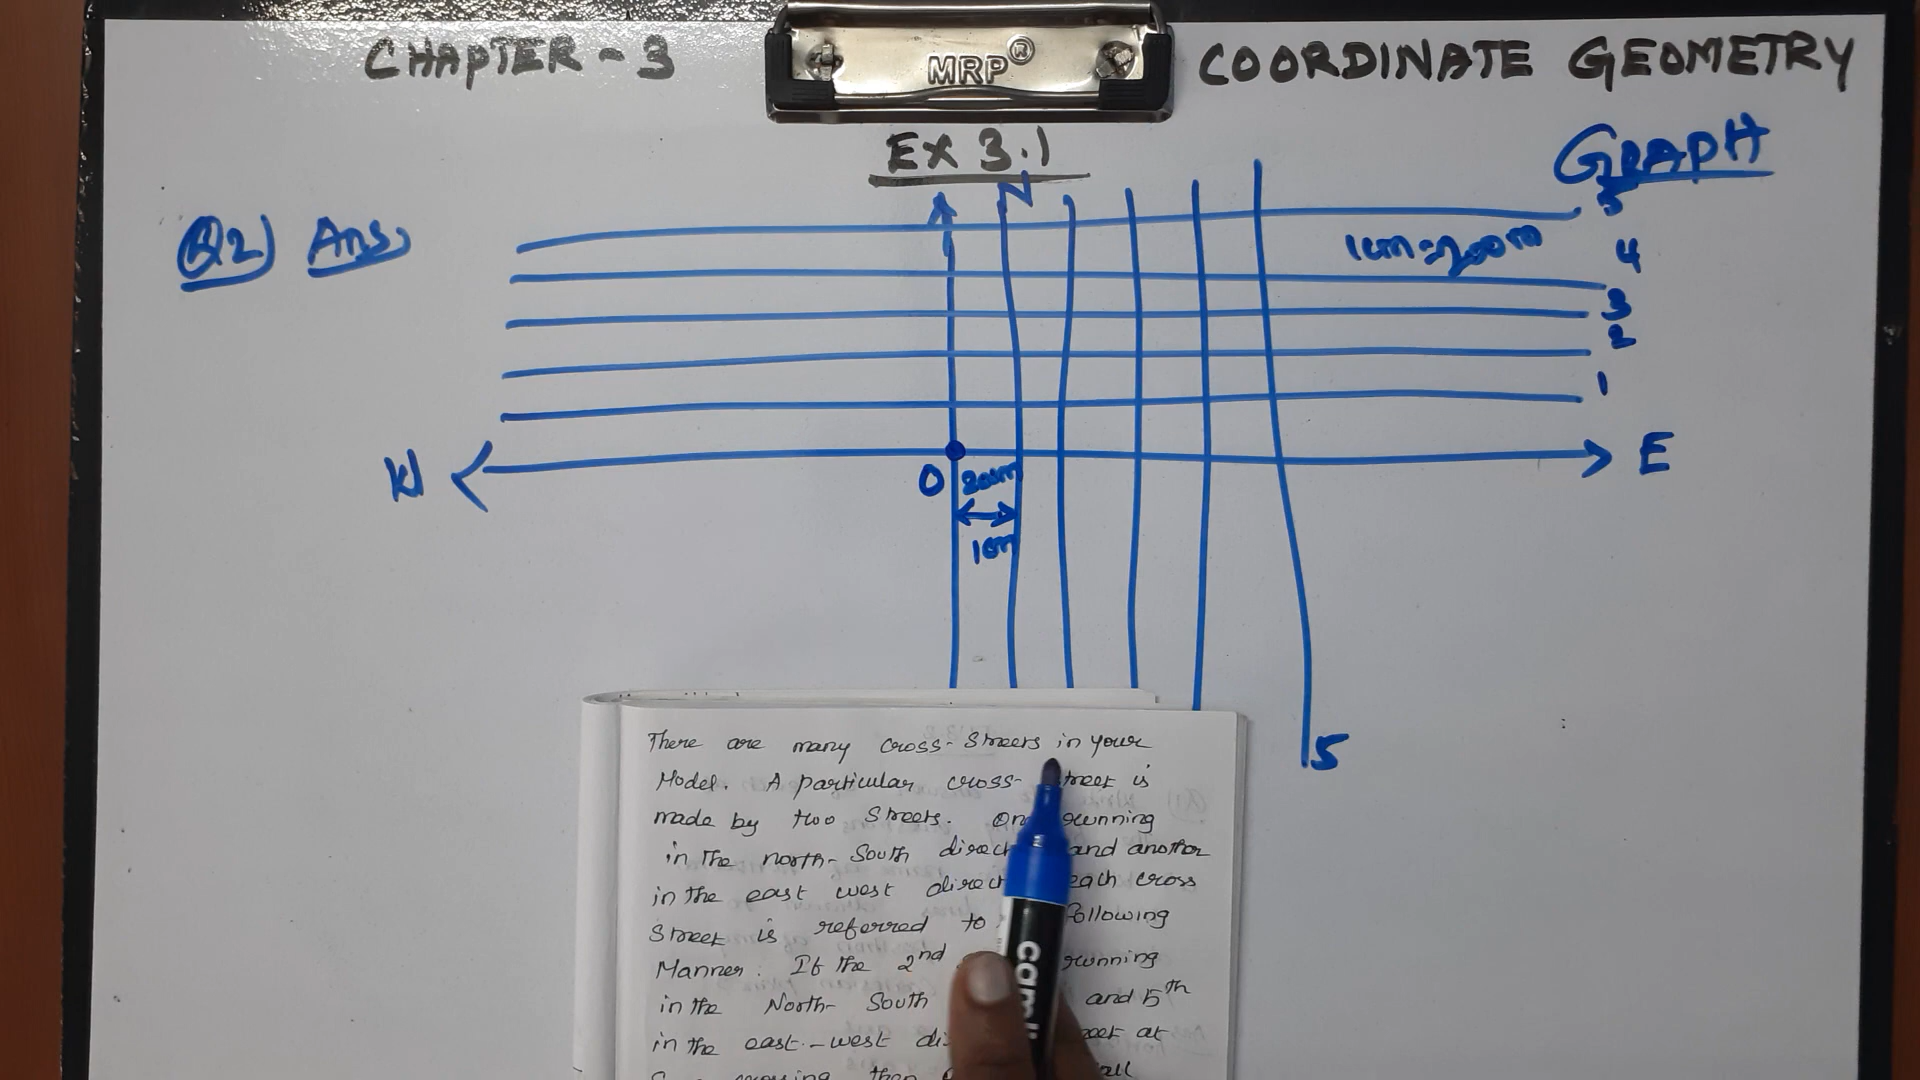 CHAPTER - 3
MRP®
COORDINATE GEOMETRY
EX 3.1
GRAPH
Q2) Ans,
N
5
1cm=200m
4
3
2
1
W
E
O
200m
1cm
5
There are many cross-Streets in your
Model. A particular cross- street is
made by two Streets. One running
in The north-South and another
in the east west each cross
Street is referred to following
Manner. If the 2nd running
in the North- South and 5th
in the east-west at
crossing then